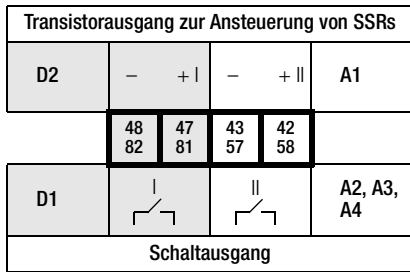 Transistorausgang zur Ansteuerung von SSRs
D2 – + I – + II A1
48 47 43 42
82 81 57 58
I II
D1 A2, A3,
A4
Schaltausgang